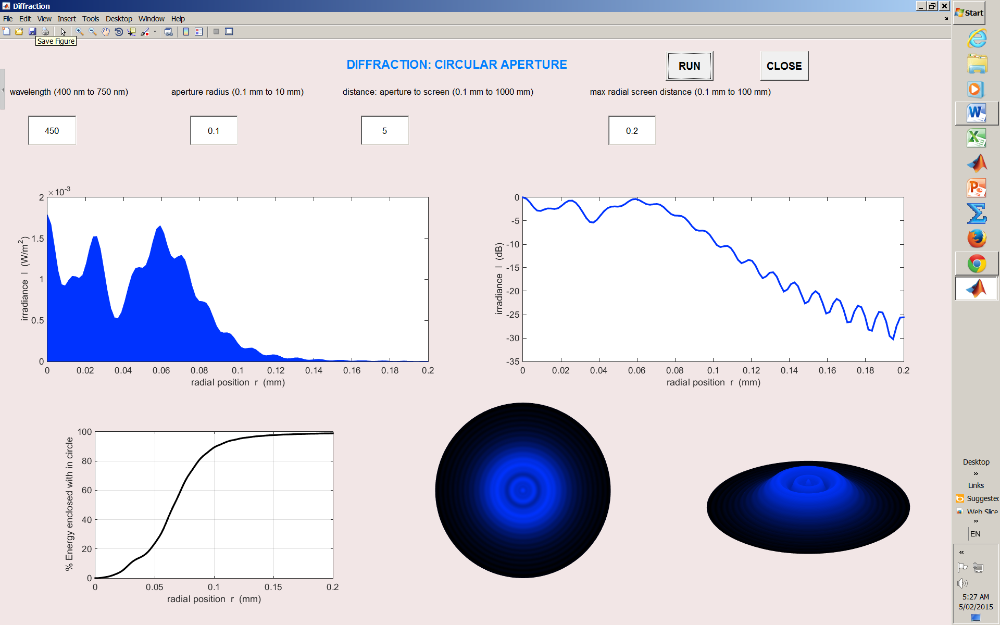 Diffraction
File Edit View Insert Tools Desktop Window Help
Save Figure
DIFFRACTION: CIRCULAR APERTURE
RUN
CLOSE
wavelength (400 nm to 750 nm)
aperture radius (0.1 mm to 10 mm)
distance: aperture to screen (0.1 mm to 1000 mm)
max radial screen distance (0.1 mm to 100 mm)
450
0.1
5
0.2
×10⁻³
2
1.5
1
0.5
0
irradiance I (W/m²)
0 0.02 0.04 0.06 0.08 0.1 0.12 0.14 0.16 0.18 0.2
radial position r (mm)
0
-5
-10
-15
-20
-25
-30
-35
irradiance I (dB)
0 0.02 0.04 0.06 0.08 0.1 0.12 0.14 0.16 0.18 0.2
radial position r (mm)
100
80
60
40
20
0
% Energy enclosed with in circle
0 0.05 0.1 0.15 0.2
radial position r (mm)
Start
Desktop
»
Links
Suggested
Web Slice
»
EN
«
5:27 AM
5/02/2015